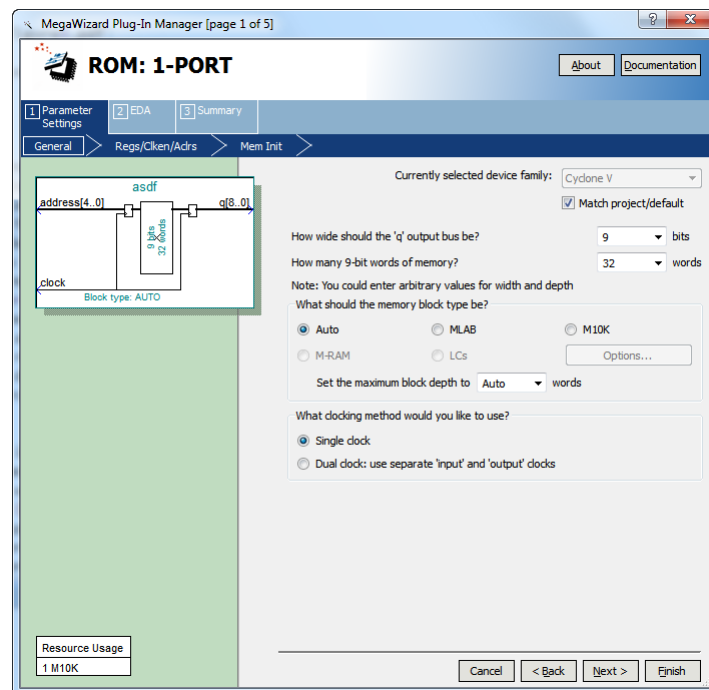 MegaWizard Plug-In Manager [page 1 of 5]
ROM: 1-PORT
About
Documentation
1 Parameter Settings
2 EDA
3 Summary
General
Regs/Clken/Aclrs
Mem Init
asdf
address[4..0]
q[8..0]
9 bits
32 words
clock
Block type: AUTO
Currently selected device family:
Cyclone V
Match project/default
How wide should the 'q' output bus be?
9
bits
How many 9-bit words of memory?
32
words
Note: You could enter arbitrary values for width and depth
What should the memory block type be?
Auto
MLAB
M10K
M-RAM
LCs
Options...
Set the maximum block depth to
Auto
words
What clocking method would you like to use?
Single clock
Dual clock: use separate 'input' and 'output' clocks
Resource Usage
1 M10K
Cancel
< Back
Next >
Finish